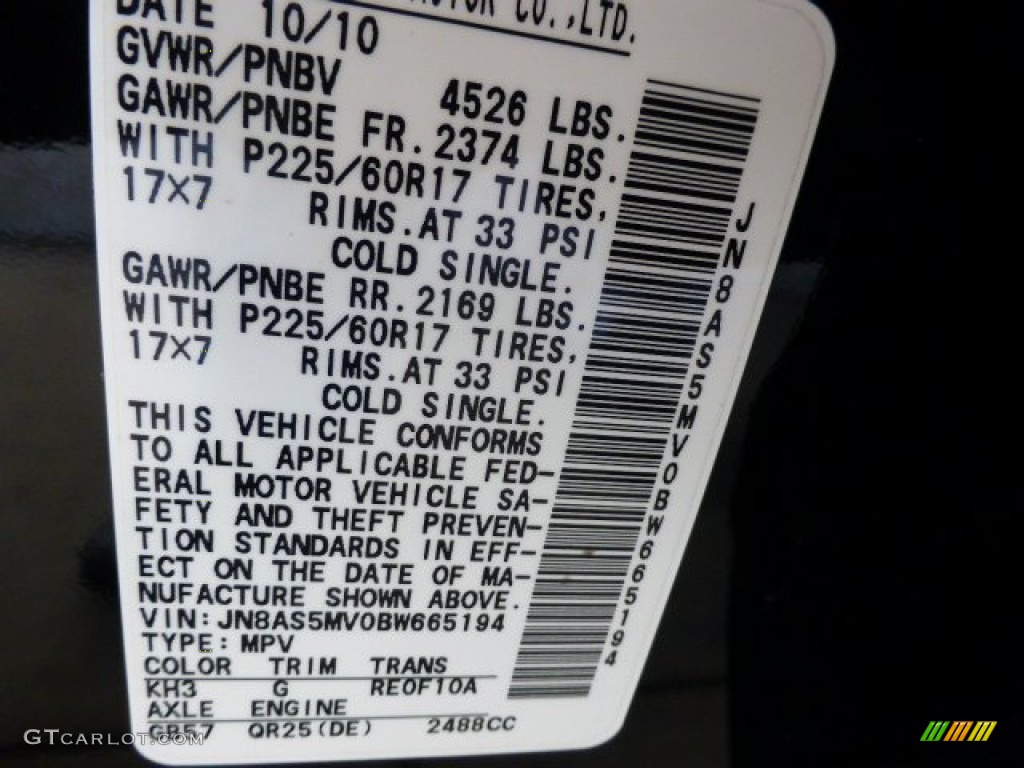 CO.,LTD.
DATE 10/10
GVWR/PNBV 4526 LBS.
GAWR/PNBE FR. 2374 LBS.
WITH P225/60R17 TIRES,
17×7 RIMS.AT 33 PSI
COLD SINGLE.
GAWR/PNBE RR. 2169 LBS.
WITH P225/60R17 TIRES,
17×7 RIMS.AT 33 PSI
COLD SINGLE.
THIS VEHICLE CONFORMS
TO ALL APPLICABLE FED-
ERAL MOTOR VEHICLE SA-
FETY AND THEFT PREVEN-
TION STANDARDS IN EFF-
ECT ON THE DATE OF MA-
NUFACTURE SHOWN ABOVE.
VIN: JN8AS5MV0BW665194
TYPE: MPV
COLOR TRIM TRANS
KH3 G RE0F10A
AXLE ENGINE
GB57 QR25(DE) 2488CC
JN8AS5MV0BW665194
GTCARLOT.COM